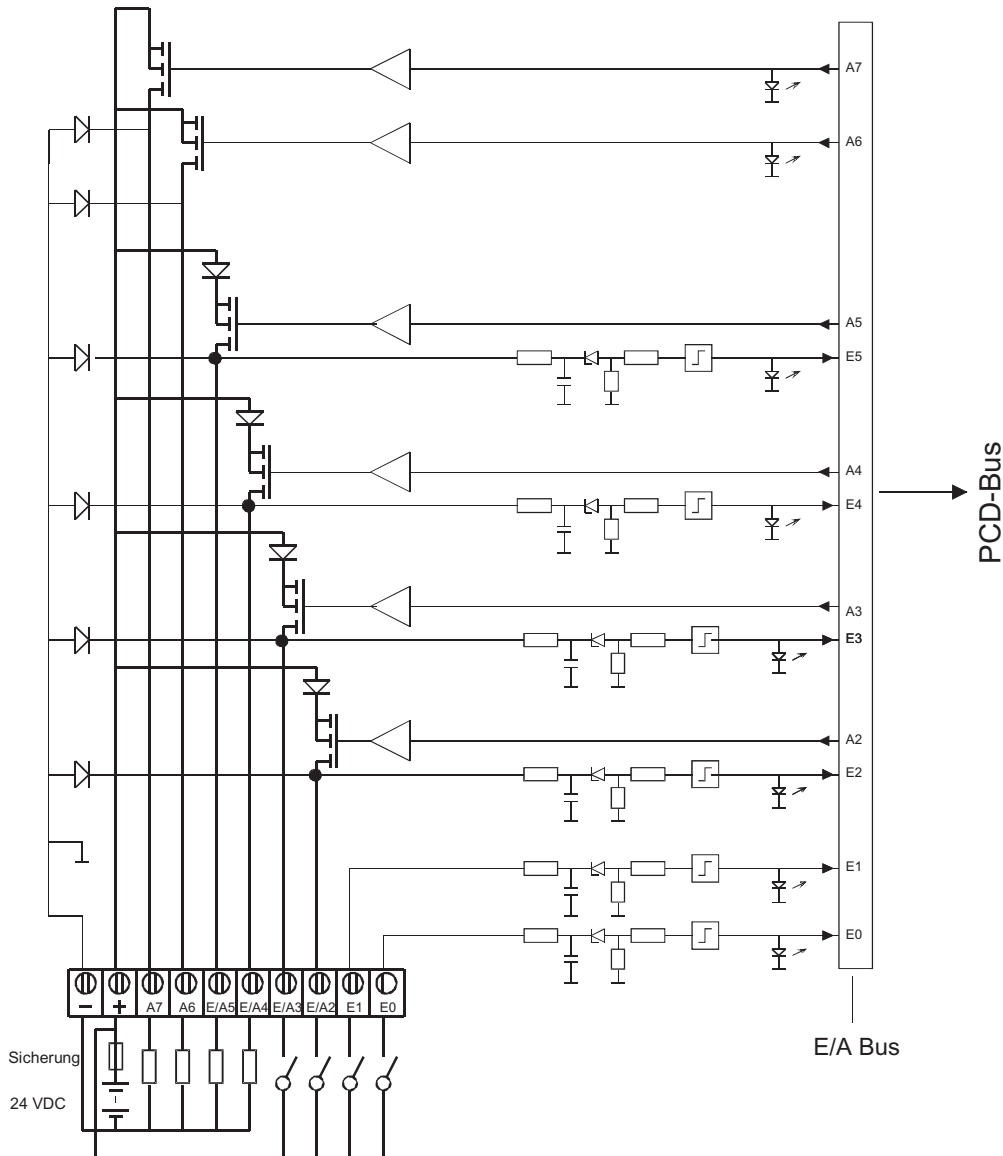 A7
A6
A5
E5
A4
E4
PCD-Bus
A3
E3
A2
E2
E1
E0
- + A7 A6 E/A5 E/A4 E/A3 E/A2 E1 E0
E/A Bus
Sicherung
24 VDC